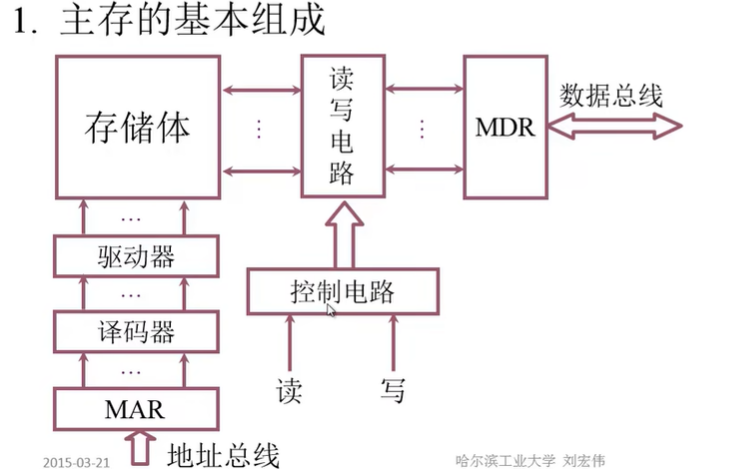 1. 主存的基本组成
存储体
读写电路
MDR
数据总线
…
…
…
驱动器
…
译码器
…
MAR
控制电路
读
写
地址总线
2015-03-21
哈尔滨工业大学 刘宏伟